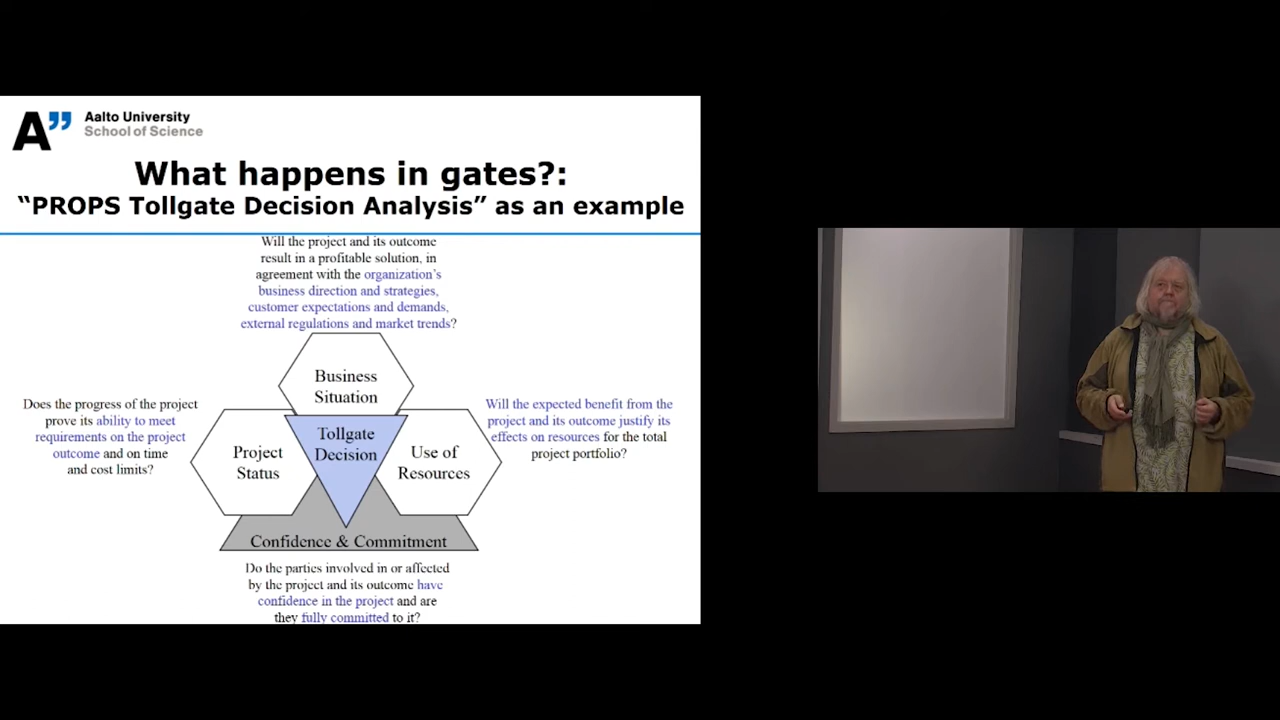 Aalto University
School of Science
What happens in gates?:
“PROPS Tollgate Decision Analysis” as an example
Will the project and its outcome
result in a profitable solution, in
agreement with the organization’s
business direction and strategies,
customer expectations and demands,
external regulations and market trends?
Business
Situation
Does the progress of the project
prove its ability to meet
requirements on the project
outcome and on time
and cost limits?
Project
Status
Tollgate
Decision
Use of
Resources
Will the expected benefit from the
project and its outcome justify its
effects on resources for the total
project portfolio?
Confidence & Commitment
Do the parties involved in or affected
by the project and its outcome have
confidence in the project and are
they fully committed to it?